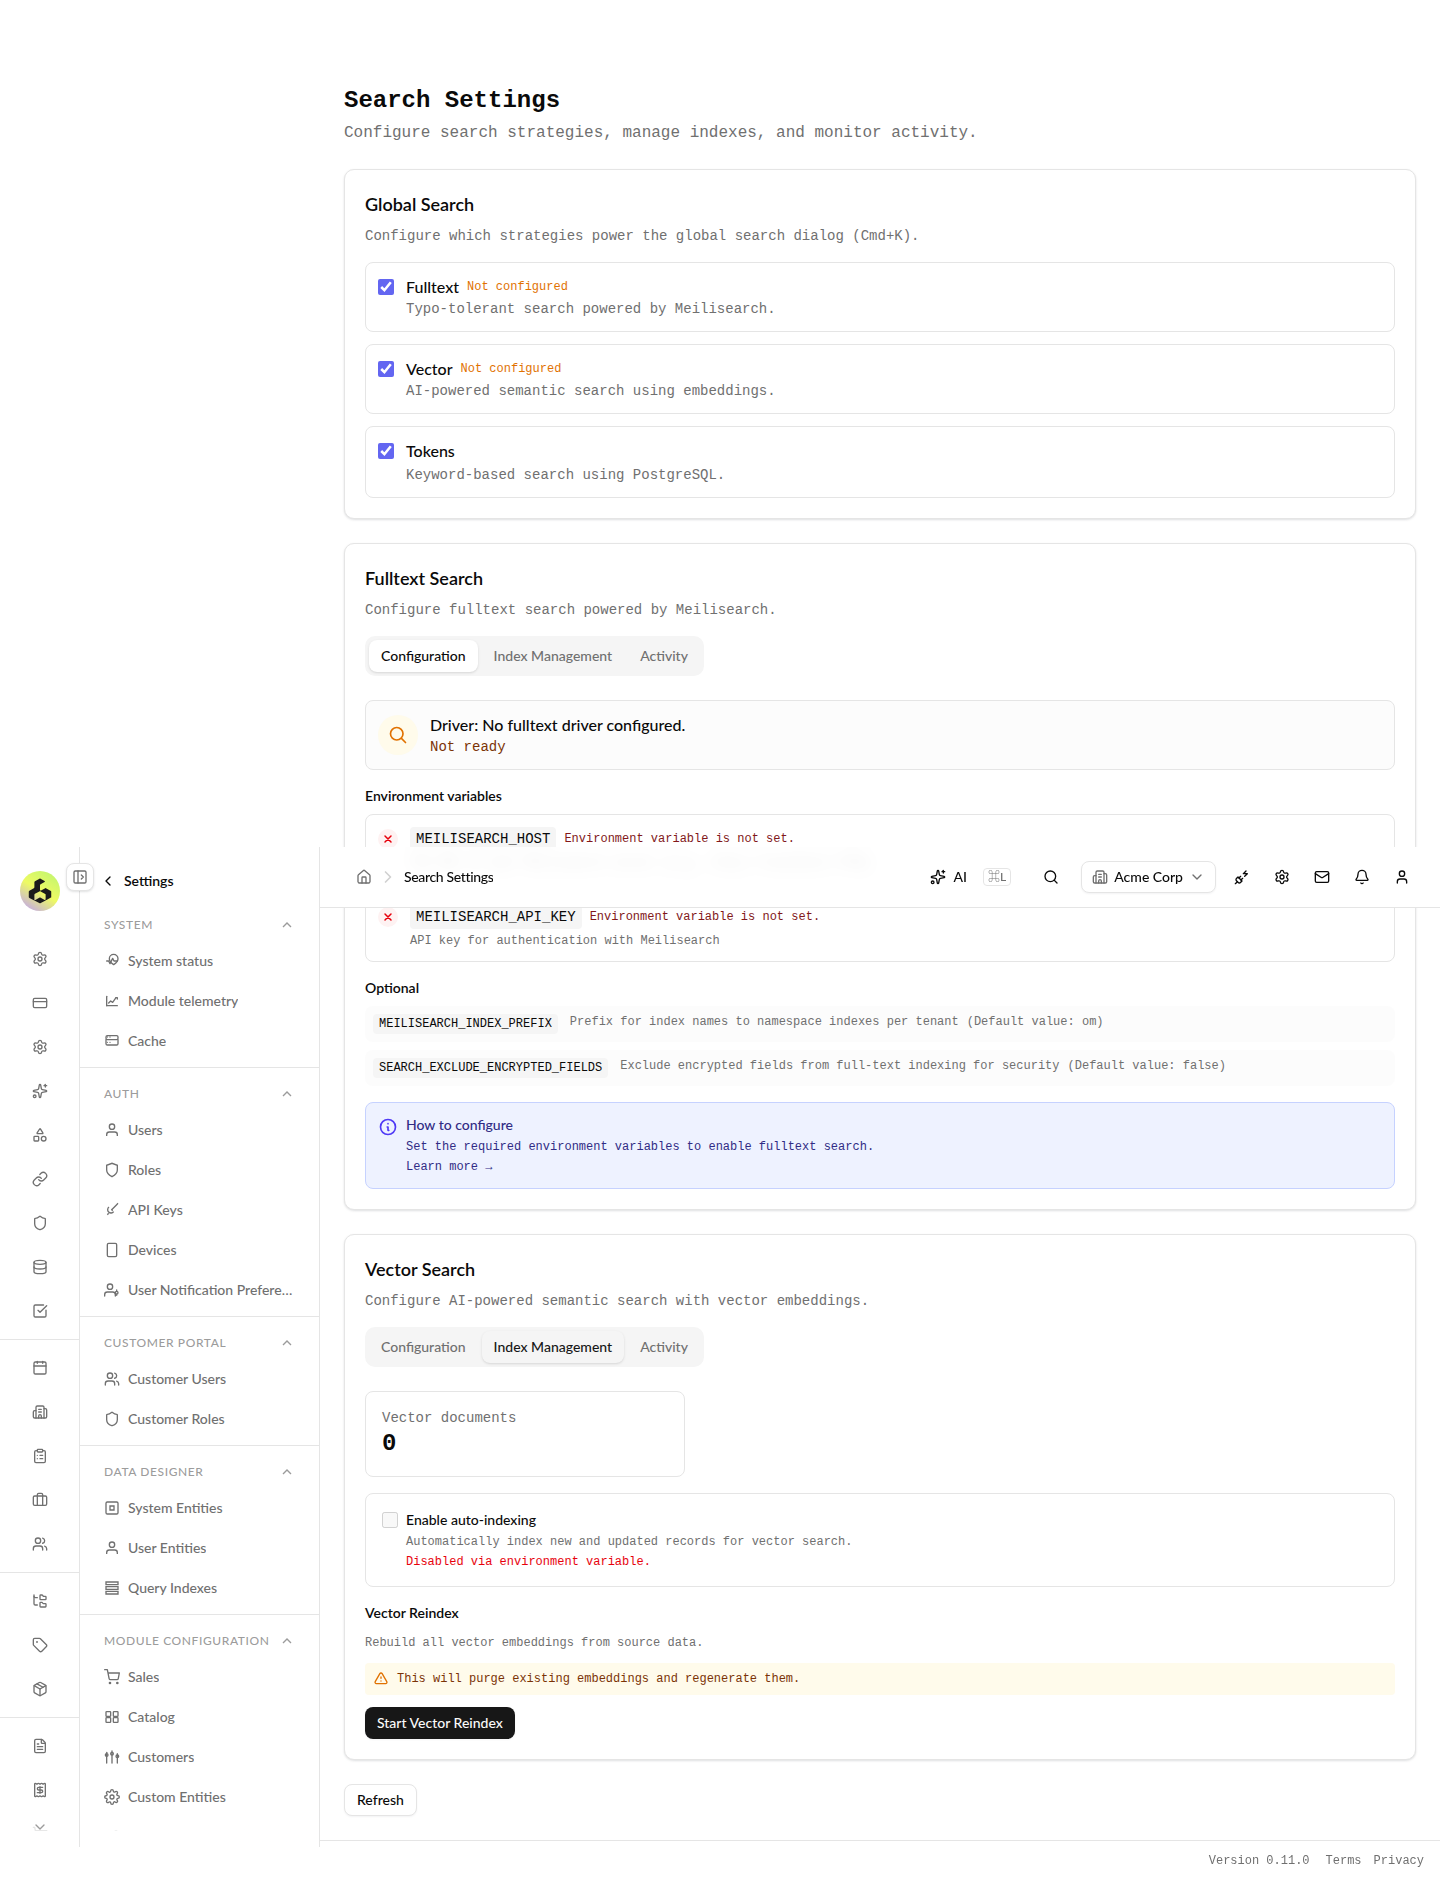 Search Settings
Configure search strategies, manage indexes, and monitor activity.
Global Search
Configure which strategies power the global search dialog (Cmd+K).
Fulltext Not configured
Typo-tolerant search powered by Meilisearch.
Vector Not configured
AI-powered semantic search using embeddings.
Tokens
Keyword-based search using PostgreSQL.
Fulltext Search
Configure fulltext search powered by Meilisearch.
Configuration Index Management Activity
Driver: No fulltext driver configured.
Not ready
Environment variables
MEILISEARCH_HOST Environment variable is not set.
Settings
Search Settings
AI ⌘L
Acme Corp
MEILISEARCH_API_KEY Environment variable is not set.
API key for authentication with Meilisearch
Optional
MEILISEARCH_INDEX_PREFIX Prefix for index names to namespace indexes per tenant (Default value: om)
SEARCH_EXCLUDE_ENCRYPTED_FIELDS Exclude encrypted fields from full-text indexing for security (Default value: false)
How to configure
Set the required environment variables to enable fulltext search.
Learn more →
Vector Search
Configure AI-powered semantic search with vector embeddings.
Configuration Index Management Activity
Vector documents
0
Enable auto-indexing
Automatically index new and updated records for vector search.
Disabled via environment variable.
Vector Reindex
Rebuild all vector embeddings from source data.
This will purge existing embeddings and regenerate them.
Start Vector Reindex
Refresh
SYSTEM
System status
Module telemetry
Cache
AUTH
Users
Roles
API Keys
Devices
User Notification Prefere...
CUSTOMER PORTAL
Customer Users
Customer Roles
DATA DESIGNER
System Entities
User Entities
Query Indexes
MODULE CONFIGURATION
Sales
Catalog
Customers
Custom Entities
Version 0.11.0 Terms Privacy